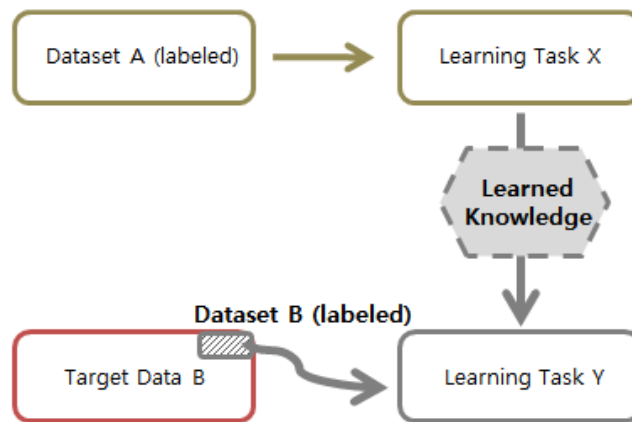 Dataset A (labeled)
Learning Task X
Learned
Knowledge
Dataset B (labeled)
Target Data B
Learning Task Y